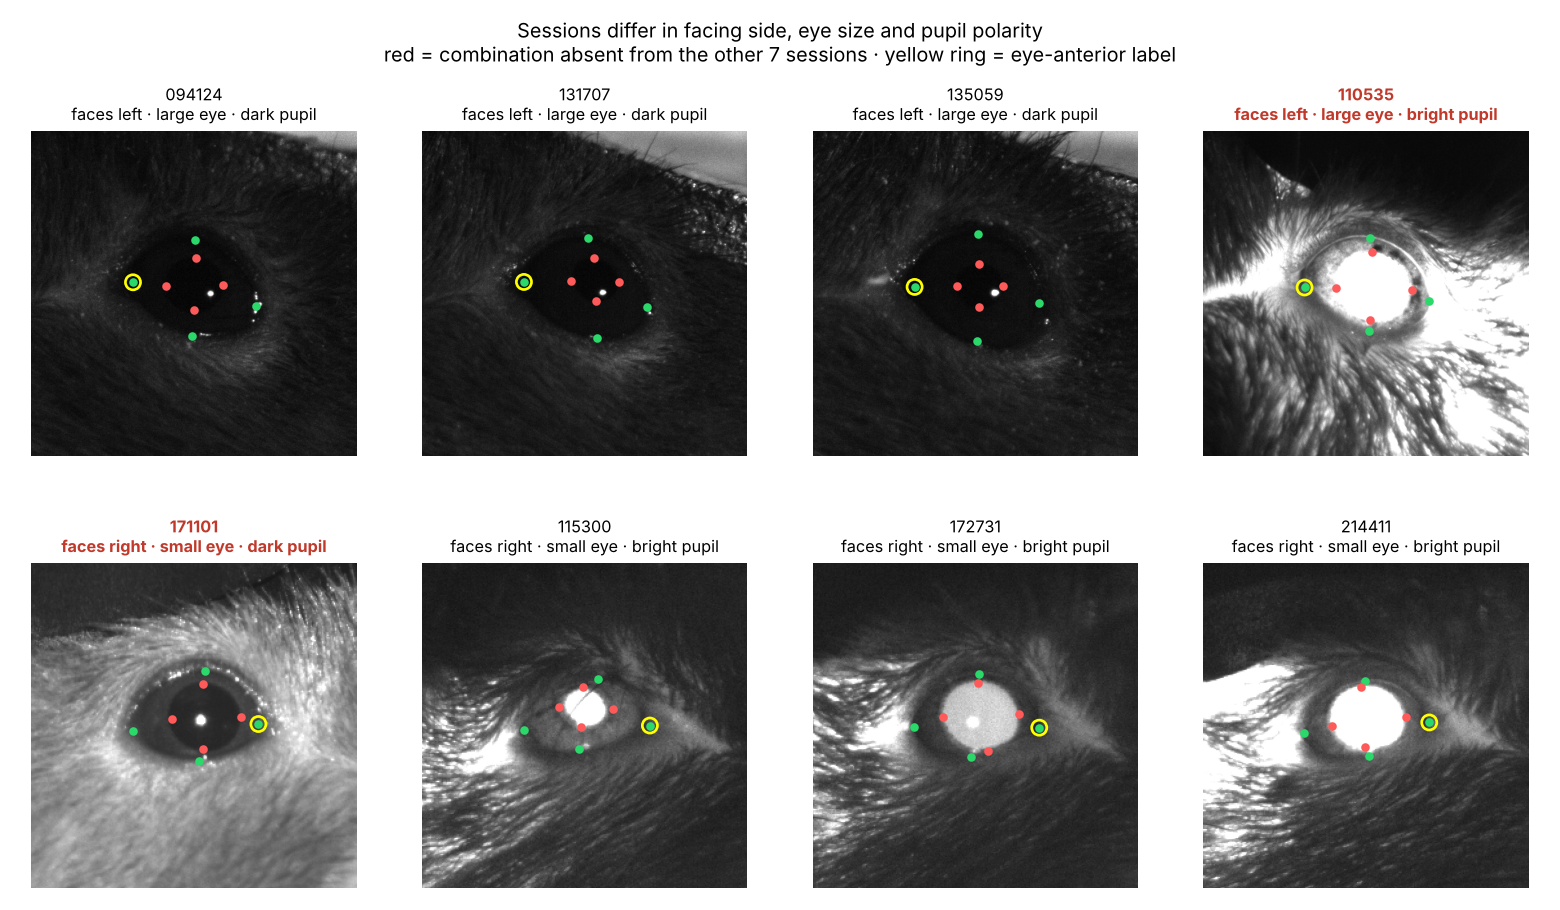 Sessions differ in facing side, eye size and pupil polarity
red = combination absent from the other 7 sessions · yellow ring = eye-anterior label
094124
faces left · large eye · dark pupil
131707
faces left · large eye · dark pupil
135059
faces left · large eye · dark pupil
110535
faces left · large eye · bright pupil
171101
faces right · small eye · dark pupil
115300
faces right · small eye · bright pupil
172731
faces right · small eye · bright pupil
214411
faces right · small eye · bright pupil